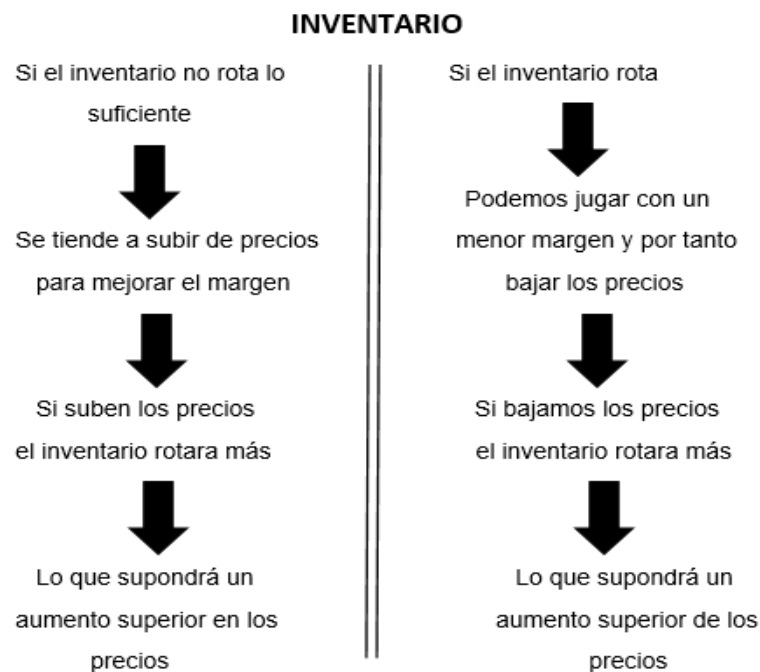 INVENTARIO
Si el inventario no rota lo
suficiente
Se tiende a subir de precios
para mejorar el margen
Si suben los precios
el inventario rotara más
Lo que supondrá un
aumento superior en los
precios
Si el inventario rota
Podemos jugar con un
menor margen y por tanto
bajar los precios
Si bajamos los precios
el inventario rotara más
Lo que supondrá un
aumento superior de los
precios